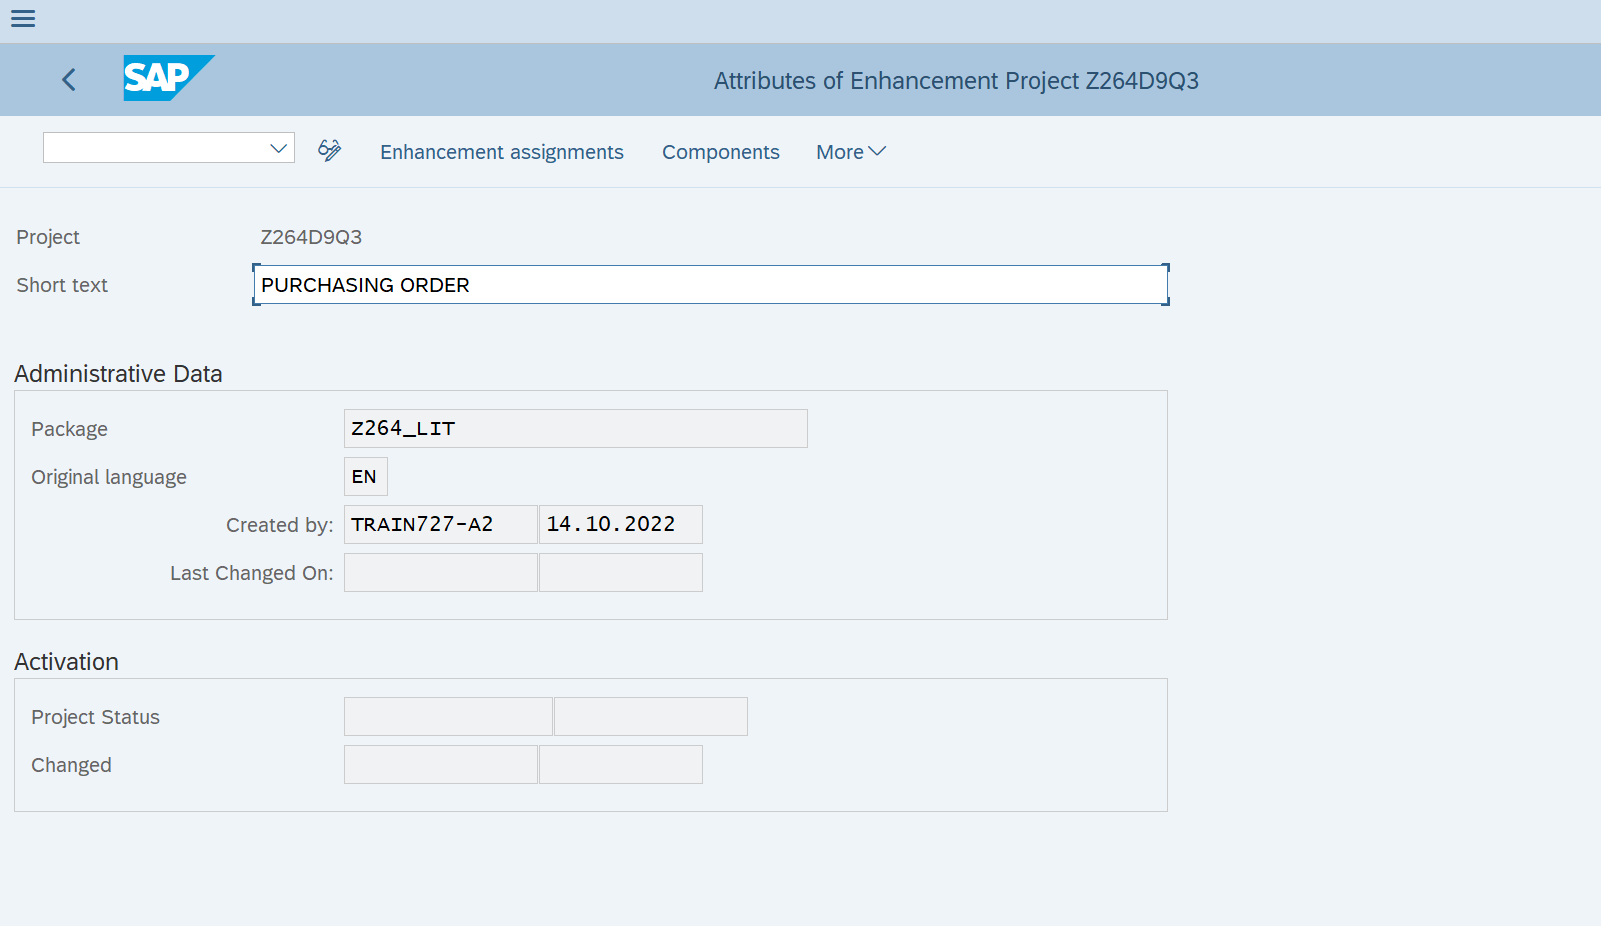 SAP
Attributes of Enhancement Project Z264D9Q3
Enhancement assignments Components More
Project Z264D9Q3
Short text PURCHASING ORDER
Administrative Data
Package Z264_LIT
Original language EN
Created by: TRAIN727-A2 14.10.2022
Last Changed On:
Activation
Project Status
Changed